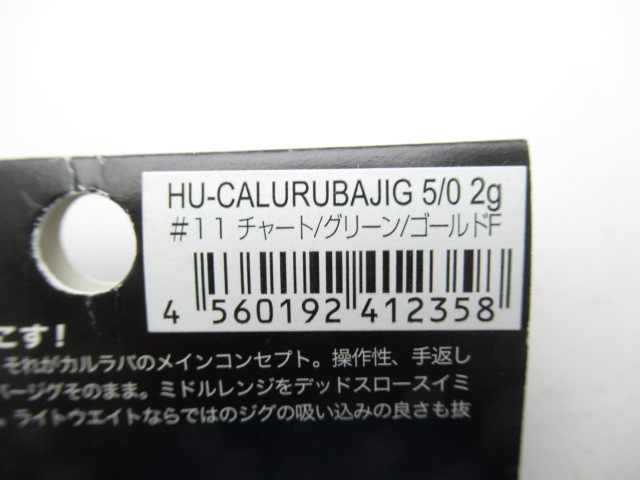 HU-CALURUBAJIG 5/0 2g
#11 チャート/グリーン/ゴールドF
4 560192 412358
こす!
それがカルラバのメインコンセプト。操作性、手返し
バージグそのまま。ミドルレンジをデッドスロースイミ
。ライトウエイトならではのジグの吸い込みの良さも抜